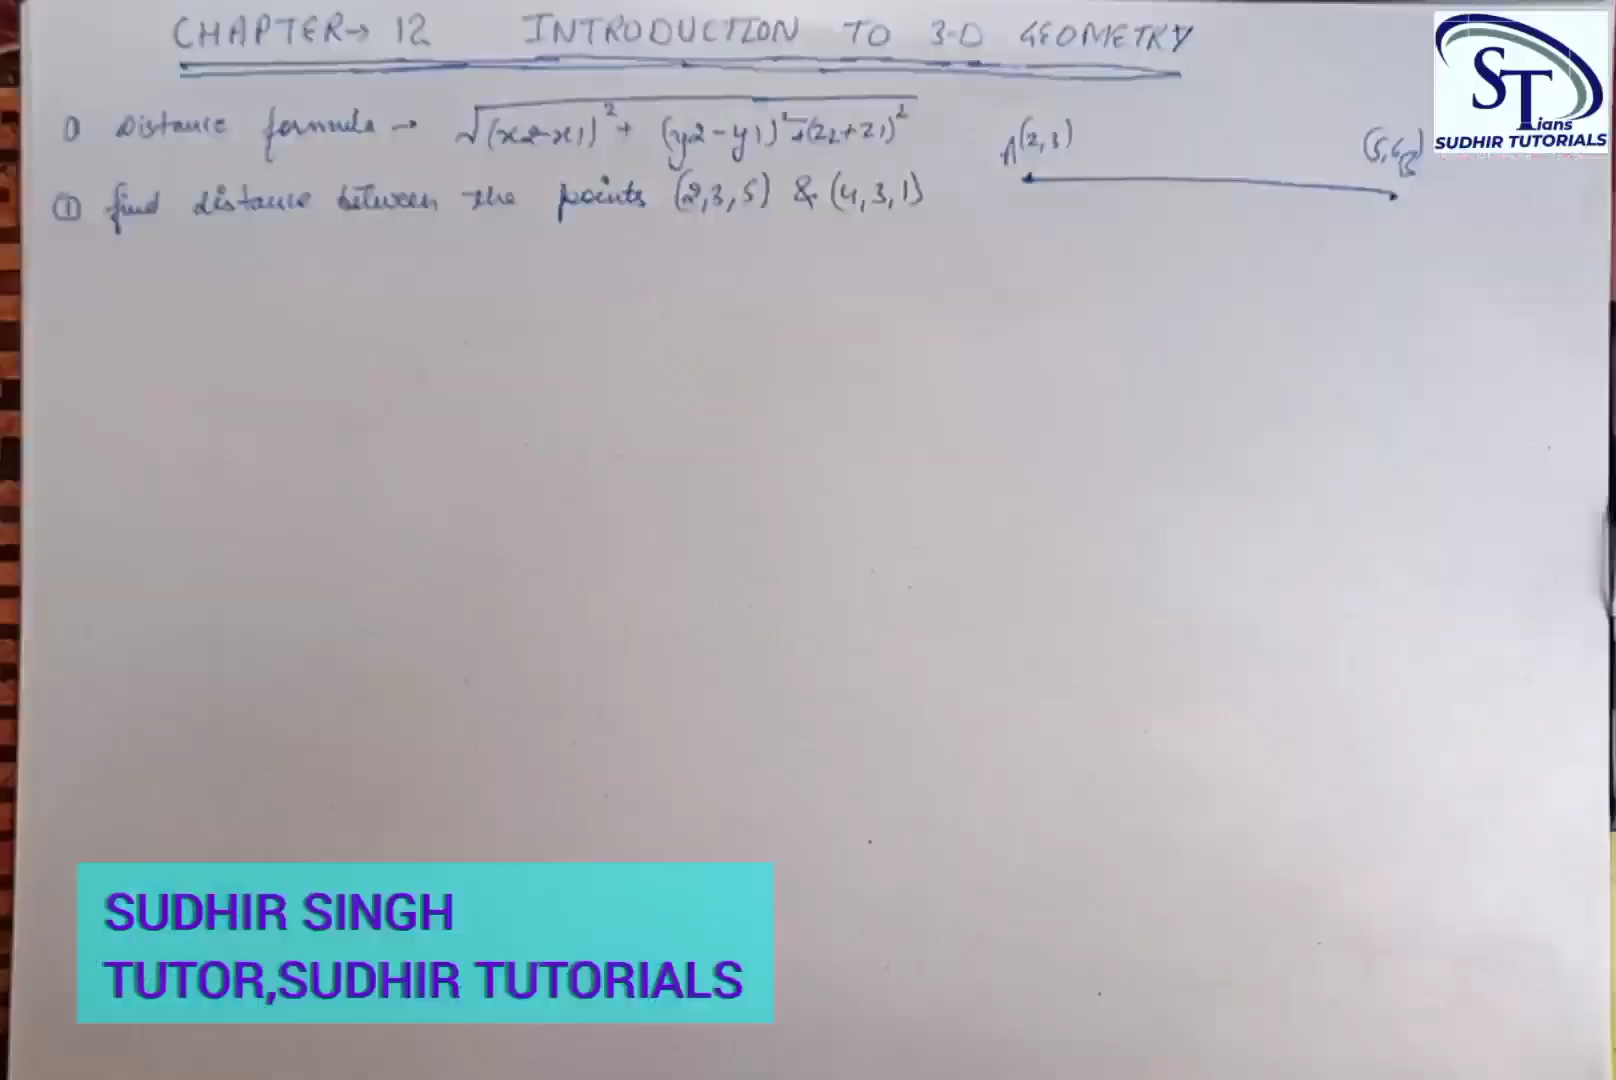 CHAPTER→ 12 INTRODUCTION TO 3-D GEOMETRY
① Distance formula → √(x2-x1)² + (y2-y1)² + (z2+z1)²
A(2,3)
(5,6)
B
① find distance between the points (2,3,5) & (4,3,1)
ST
ians
SUDHIR TUTORIALS
SUDHIR SINGH
TUTOR,SUDHIR TUTORIALS